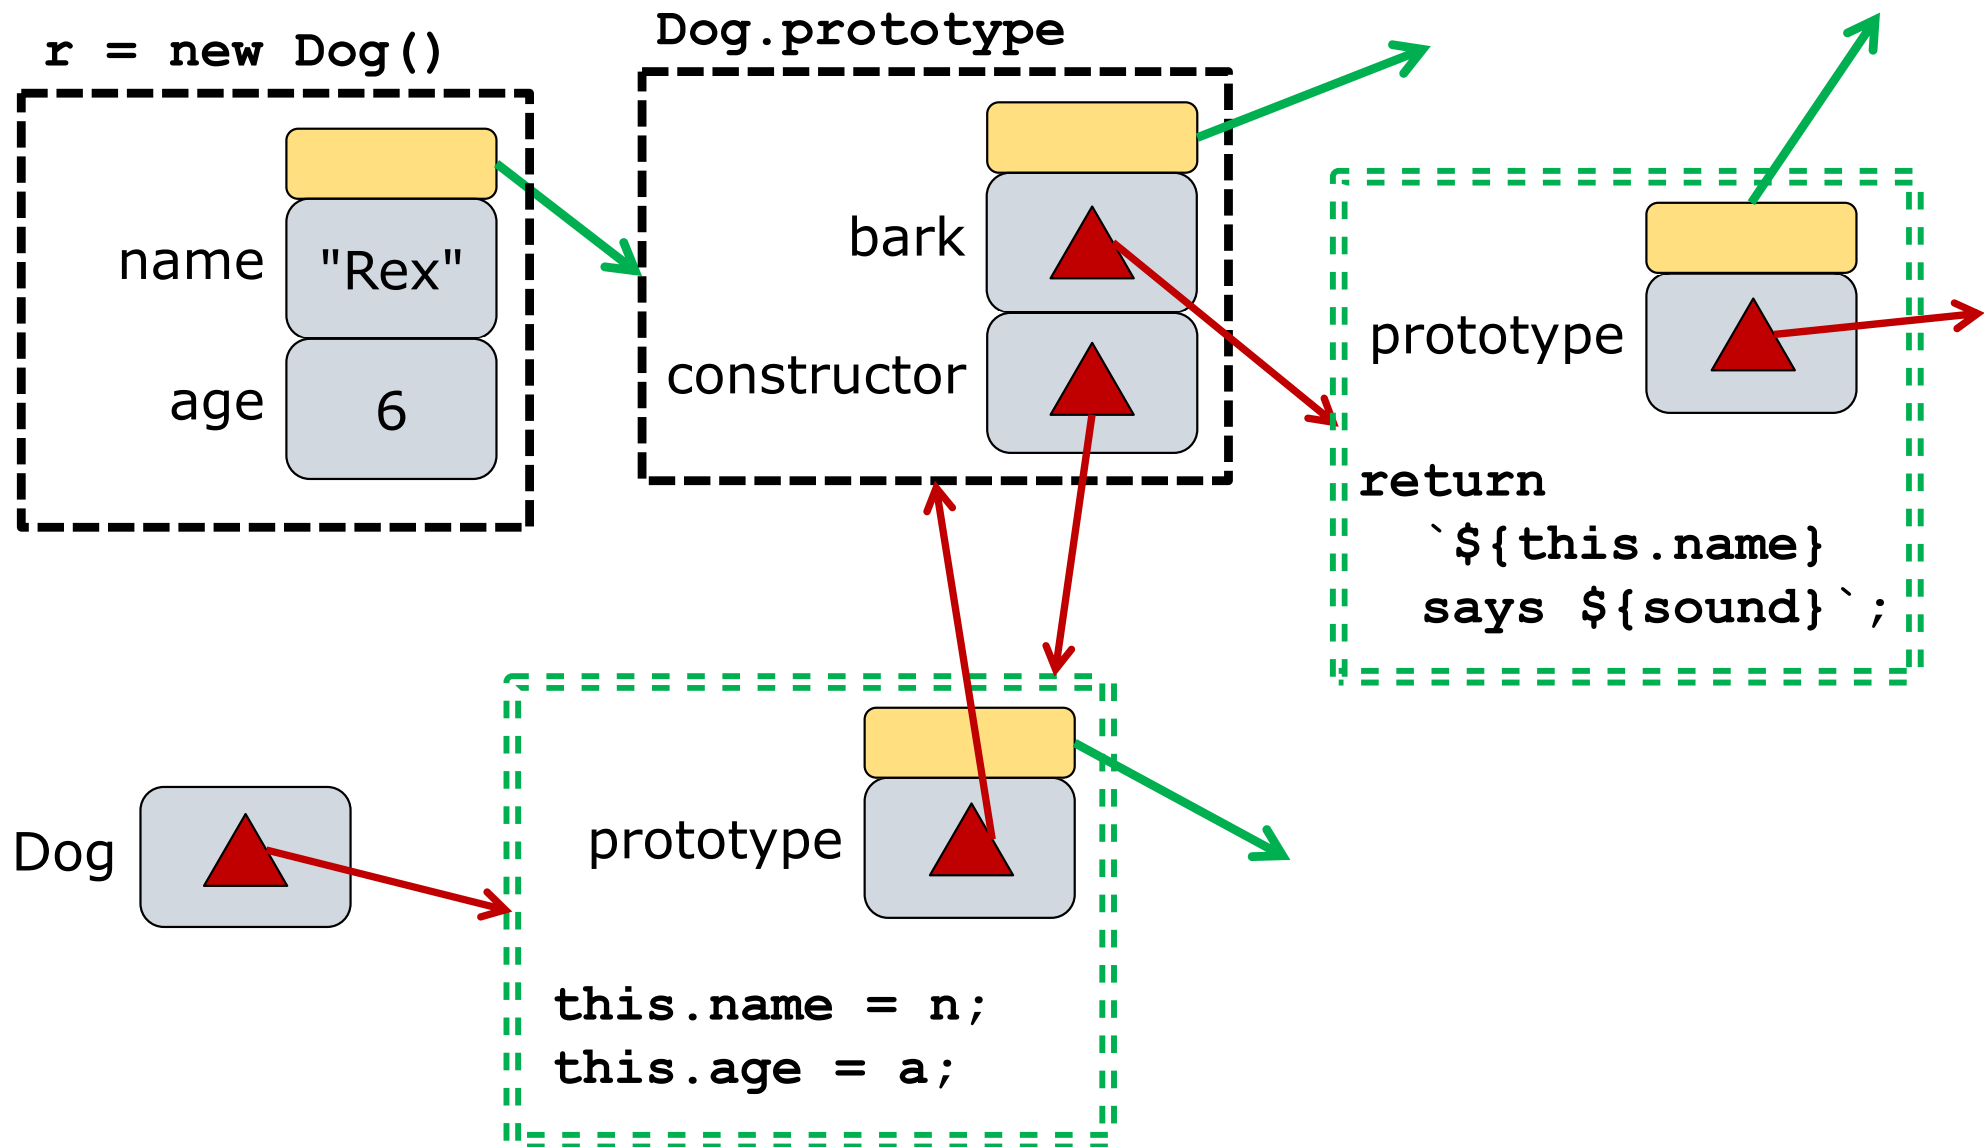 r = new Dog()
name "Rex"
age 6
Dog.prototype
bark
constructor
prototype
return
`${this.name}
says ${sound}`;
Dog
prototype
this.name = n;
this.age = a;